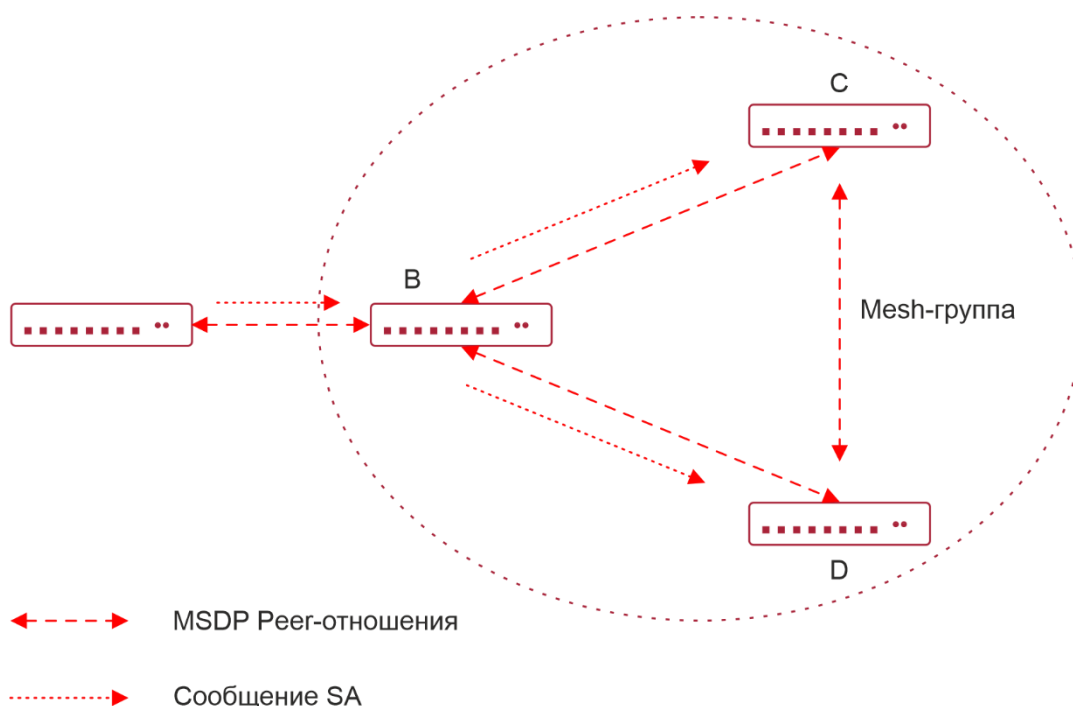 C
B
Mesh-группа
D
MSDP Peer-отношения
Сообщение SA